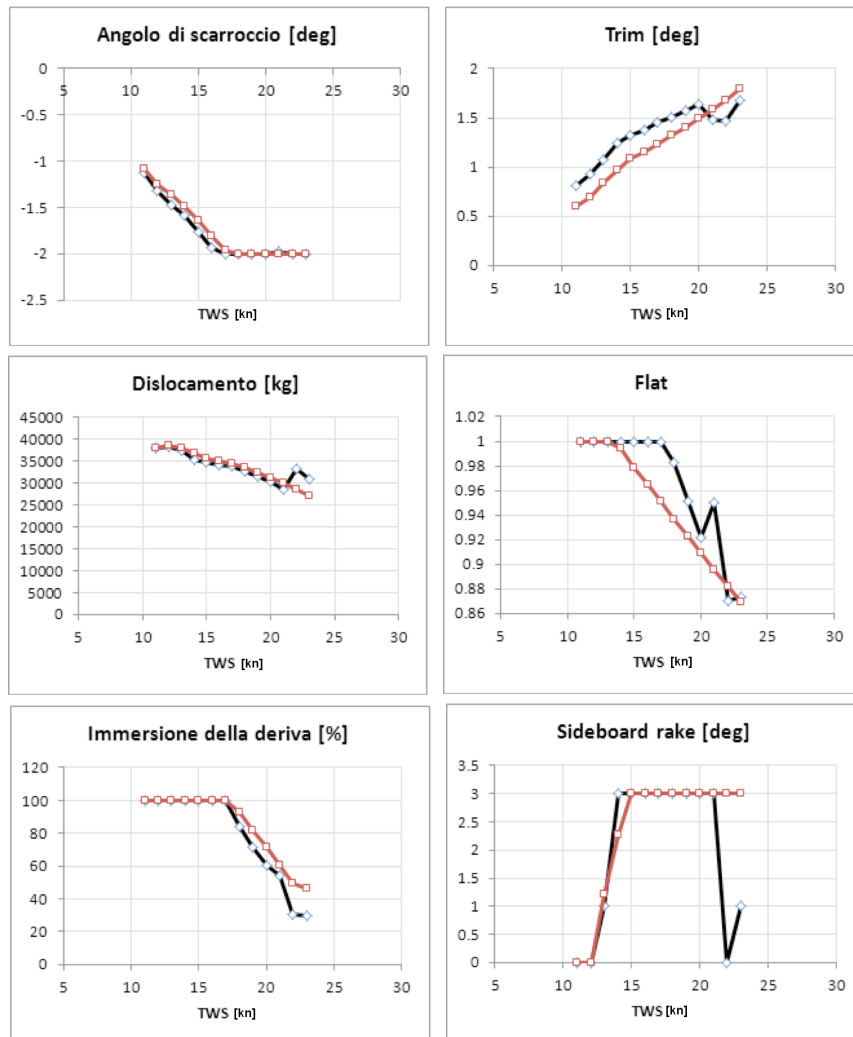 Angolo di scarroccio [deg]
0
5 10 15 20 25 30
-0.5
-1
-1.5
-2
-2.5
TWS [kn]
Trim [deg]
2
1.5
1
0.5
0
5 10 15 20 25 30
TWS [kn]
Dislocamento [kg]
45000
40000
35000
30000
25000
20000
15000
10000
5000
0
5 10 15 20 25 30
TWS [kn]
Flat
1.02
1
0.98
0.96
0.94
0.92
0.9
0.88
0.86
5 10 15 20 25 30
TWS [kn]
Immersione della deriva [%]
120
100
80
60
40
20
0
5 10 15 20 25 30
TWS [kn]
Sideboard rake [deg]
3.5
3
2.5
2
1.5
1
0.5
0
5 10 15 20 25 30
TWS [kn]